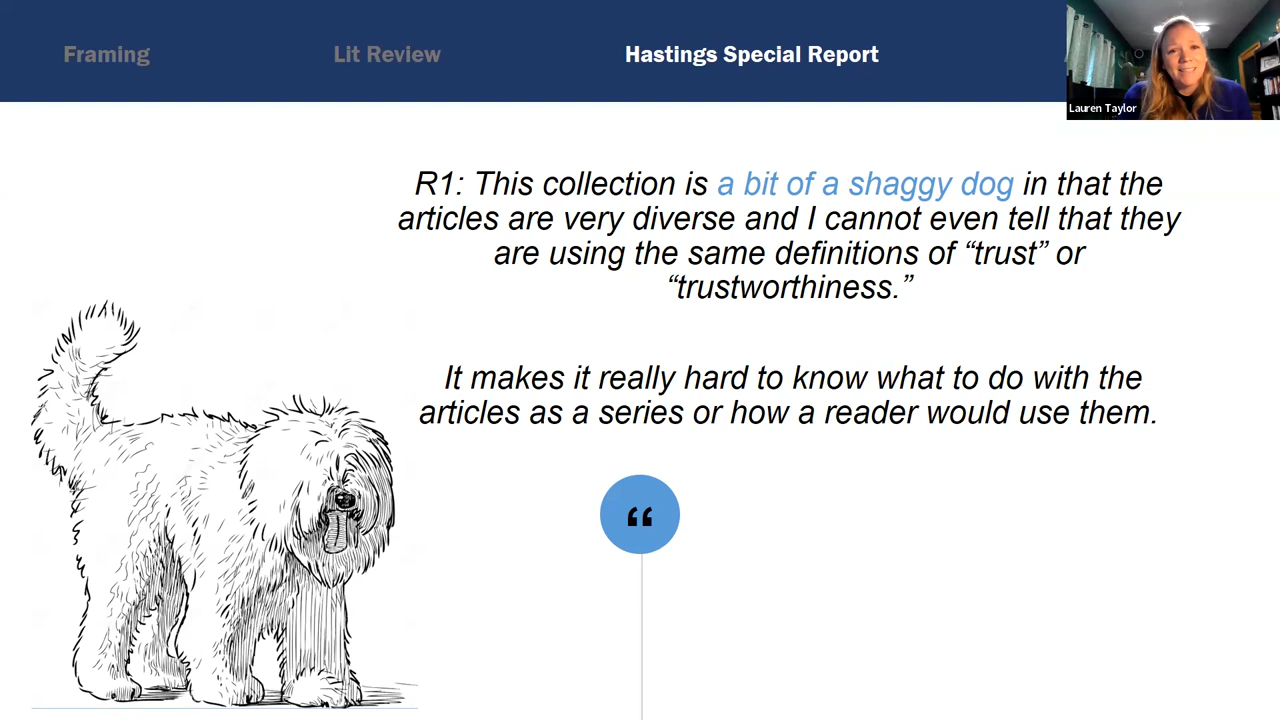 Framing
Lit Review
Hastings Special Report
Lauren Taylor
R1: This collection is a bit of a shaggy dog in that the
articles are very diverse and I cannot even tell that they
are using the same definitions of “trust” or
“trustworthiness.”
It makes it really hard to know what to do with the
articles as a series or how a reader would use them.
“